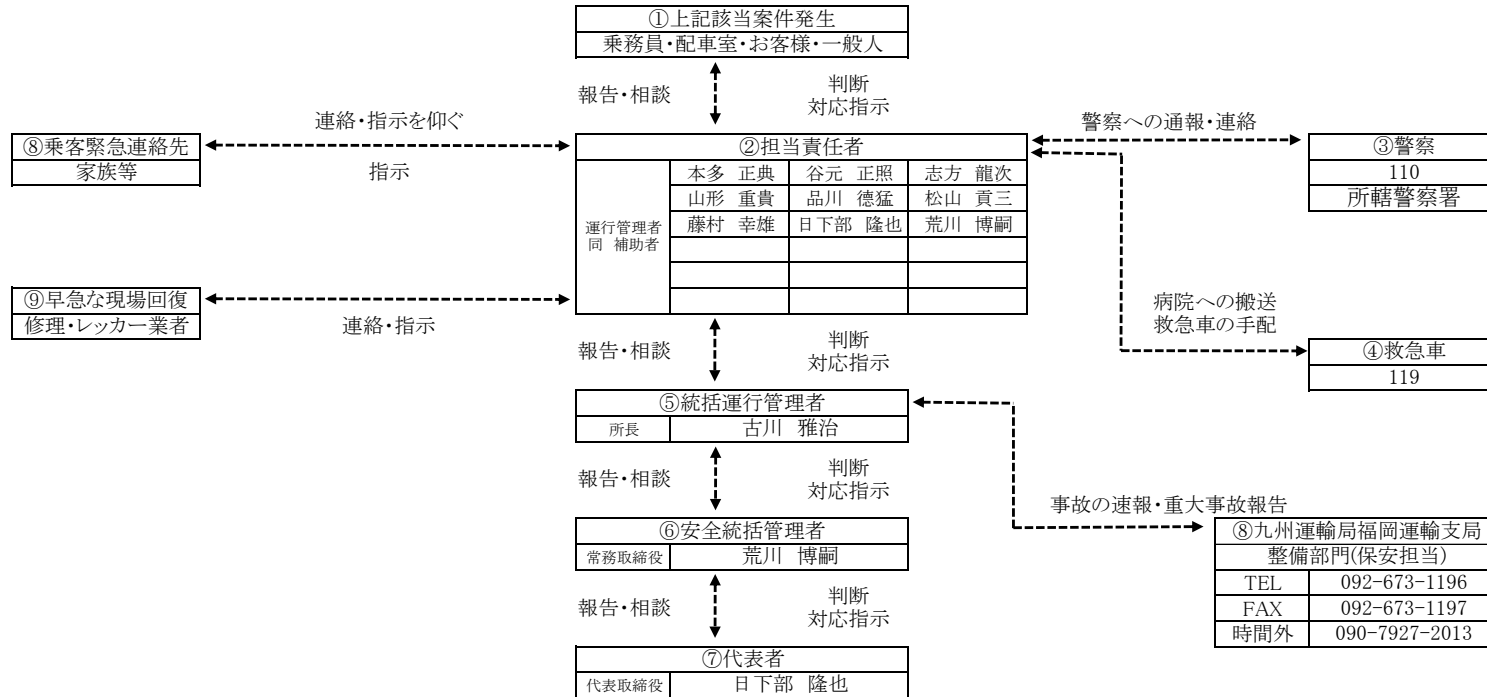 ①上記該当案件発生
乗務員・配車室・お客様・一般人
報告・相談
判断
対応指示
連絡・指示を仰ぐ
指示
⑧乗客緊急連絡先
家族等
②担当責任者
運行管理者
同 補助者
本多 正典 谷元 正照 志方 龍次
山形 重貴 品川 徳猛 松山 貢三
藤村 幸雄 日下部 隆也 荒川 博嗣
警察への通報・連絡
③警察
110
所轄警察署
⑨早急な現場回復
修理・レッカー業者
連絡・指示
病院への搬送
救急車の手配
④救急車
119
報告・相談
判断
対応指示
⑤統括運行管理者
所長 古川 雅治
報告・相談
判断
対応指示
事故の速報・重大事故報告
⑥安全統括管理者
常務取締役 荒川 博嗣
⑧九州運輸局福岡運輸支局
整備部門(保安担当)
TEL 092-673-1196
FAX 092-673-1197
時間外 090-7927-2013
報告・相談
判断
対応指示
⑦代表者
代表取締役 日下部 隆也